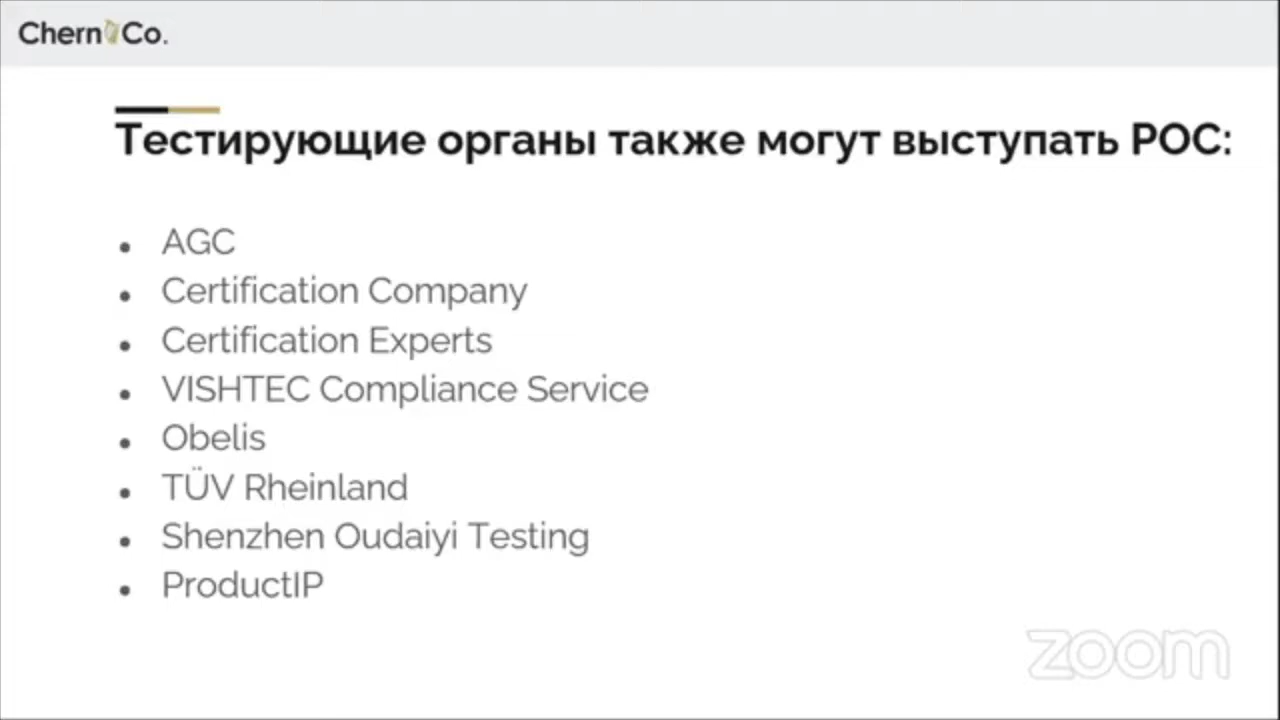 Chern Co.
Тестирующие органы также могут выступать POC:
• AGC
• Certification Company
• Certification Experts
• VISHTEC Compliance Service
• Obelis
• TÜV Rheinland
• Shenzhen Oudaiyi Testing
• ProductIP
zoom